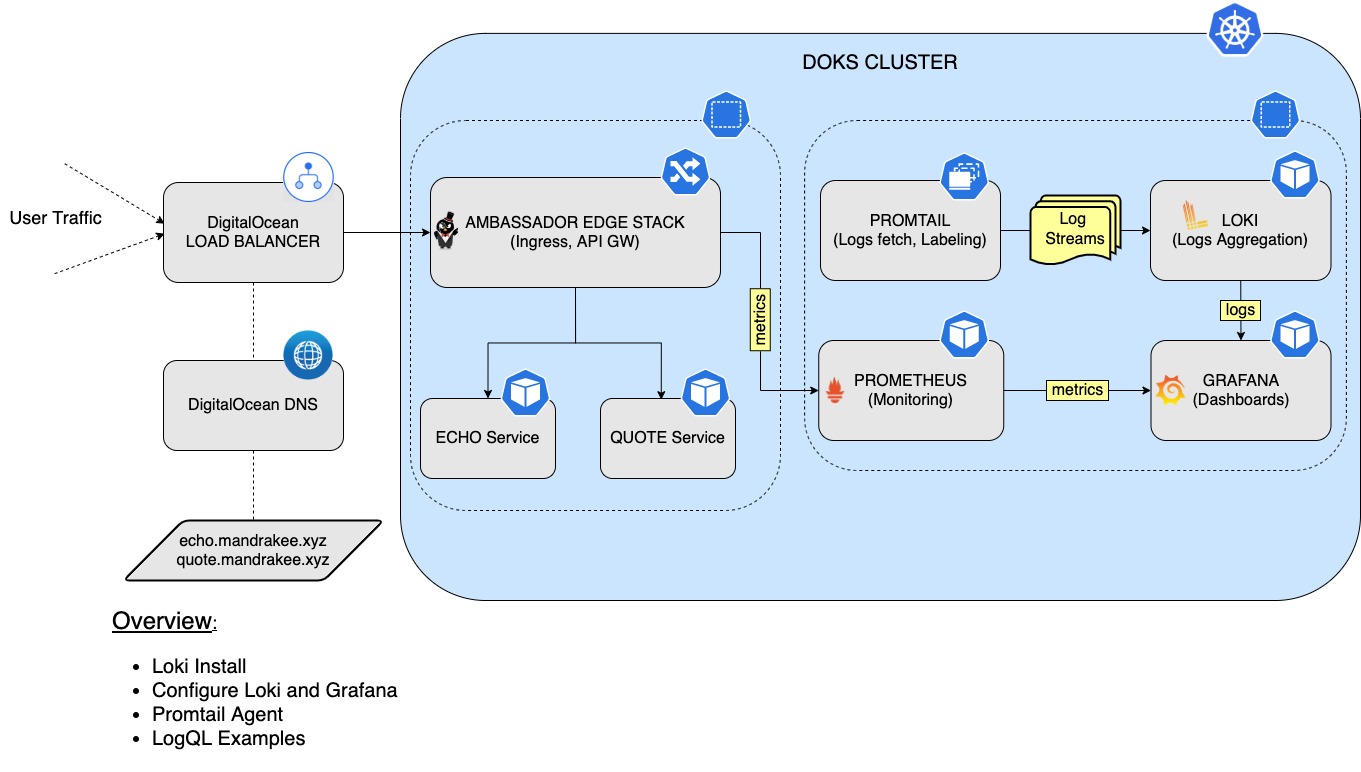 DOKS CLUSTER
User Traffic
DigitalOcean
LOAD BALANCER
AMBASSADOR EDGE STACK
(Ingress, API GW)
metrics
PROMTAIL
(Logs fetch, Labeling)
Log
Streams
LOKI
(Logs Aggregation)
logs
DigitalOcean DNS
ECHO Service
QUOTE Service
PROMETHEUS
(Monitoring)
metrics
GRAFANA
(Dashboards)
echo.mandrakee.xyz
quote.mandrakee.xyz
Overview:
• Loki Install
• Configure Loki and Grafana
• Promtail Agent
• LogQL Examples